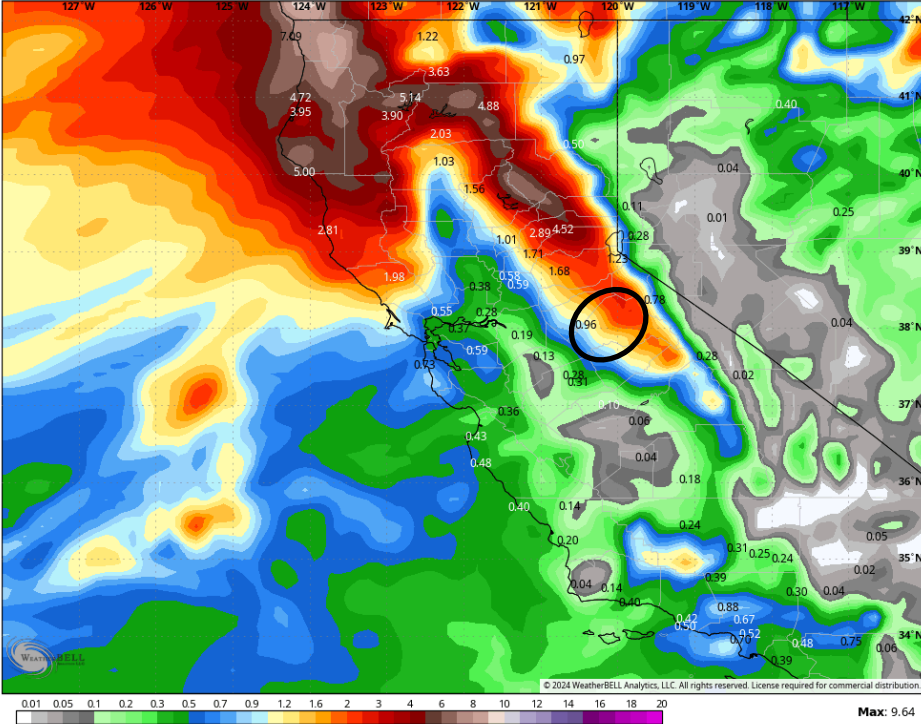 127°W 126°W 125°W 124°W 123°W 122°W 121°W 120°W 119°W 118°W 117°W 42°N
7.09 1.22
0.97
3.63
4.72 5.14 4.88 0.40 41°N
3.95 3.90
2.03 0.50
1.03 0.04
5.00 40°N
1.56 0.11 0.01 0.25
2.81 1.01 2.89 4.52 0.28
1.71 1.23 39°N
1.98 0.58 1.68
0.38 0.59
0.78
0.55 0.28 0.96 0.04 38°N
0.37 0.19
0.73 0.59 0.13 0.28
0.28 0.02
0.31
0.36 0.10 37°N
0.06
0.43 0.04
0.48 0.18 36°N
0.40 0.14
0.24
0.20 0.31 0.25 0.24 0.05
35°N
0.04 0.14 0.39 0.30 0.04 0.02
0.40
0.88
0.42 0.67
0.50 0.52 34°N
0.70 0.48 0.75 0.06
0.39
WEATHERBELL
© 2024 WeatherBELL Analytics, LLC. All rights reserved. License required for commercial distribution.
0.01 0.05 0.1 0.2 0.3 0.5 0.7 0.9 1.2 1.6 2 3 4 6 8 10 12 14 16 18 20
Max: 9.64